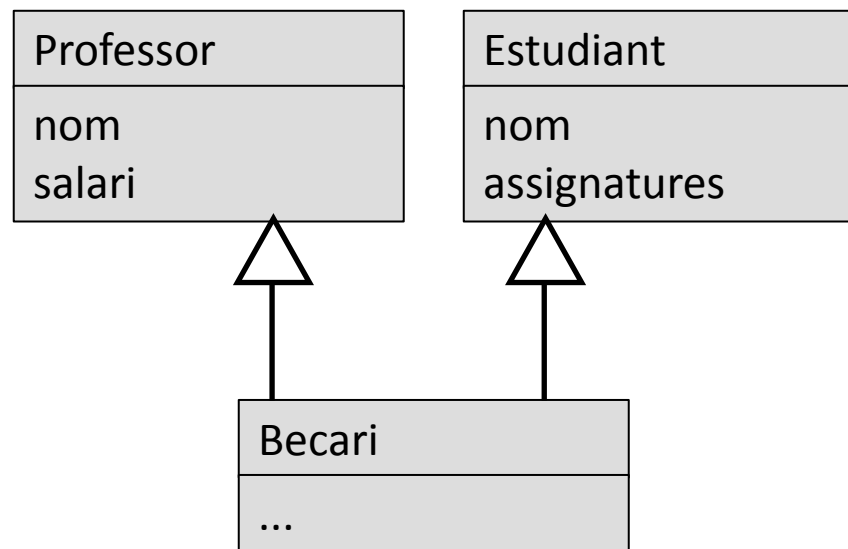 Professor
nom
salari
Estudiant
nom
assignatures
Becari
...